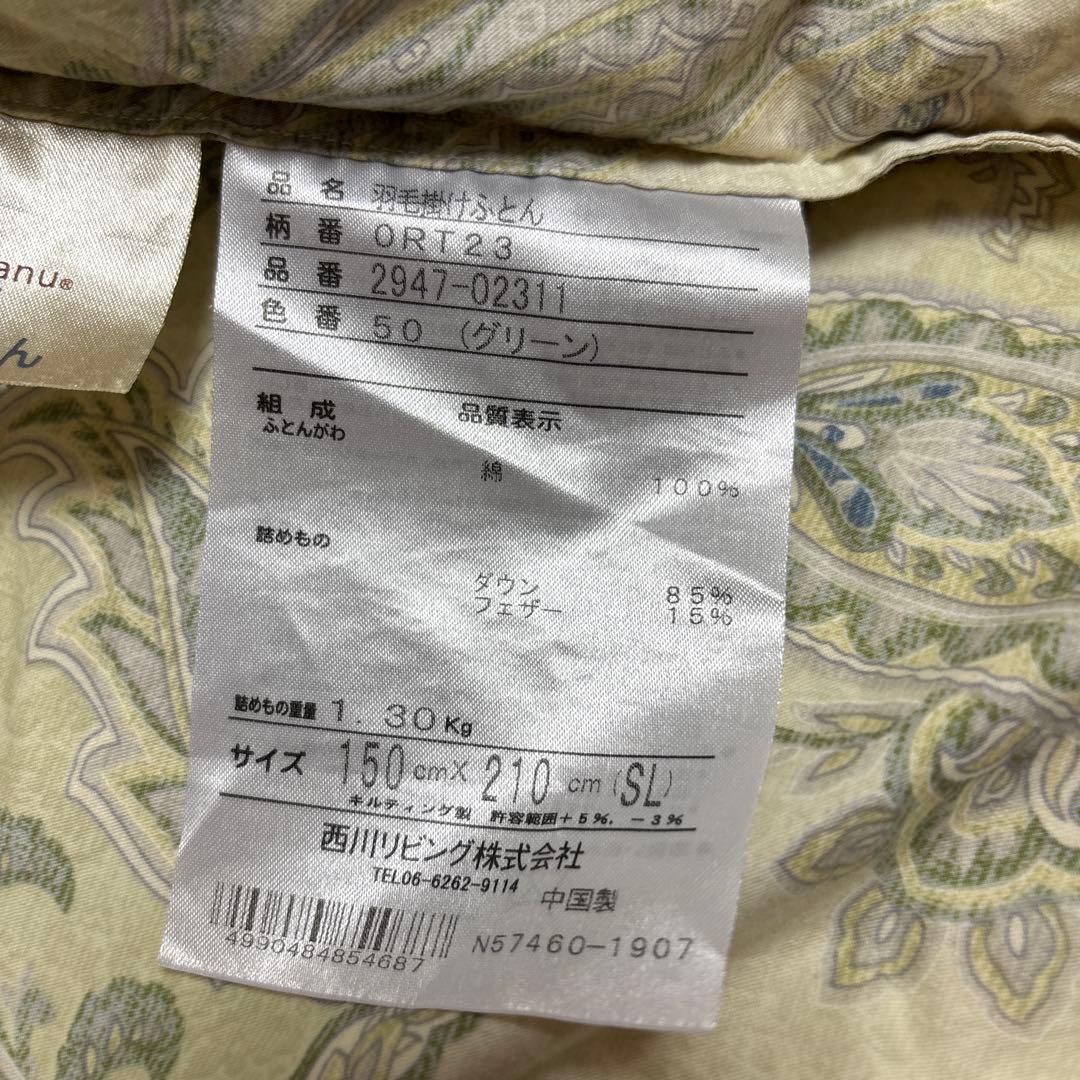 anu®
ん
品 名 羽毛掛けふとん
柄 番 ORT23
品 番 2947-02311
色 番 50 (グリーン)
組 成 品質表示
ふとんがわ
綿 100%
詰めもの
ダウン 85%
フェザー 15%
詰めもの重量 1.30Kg
サイズ 150cmX210cm(SL)
キルティング製 許容範囲+5%, -3%
西川リビング株式会社
TEL06-6262-9114
中国製
4990484854687 N57460-1907